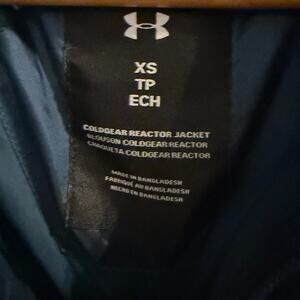 XS
TP
ECH
COLDGEAR REACTOR JACKET
BLOUSON COLDGEAR REACTOR
CHAQUETA COLDGEAR REACTOR
MADE IN BANGLADESH
FABRIQUÉ AU BANGLADESH
HECHO EN BANGLADESH